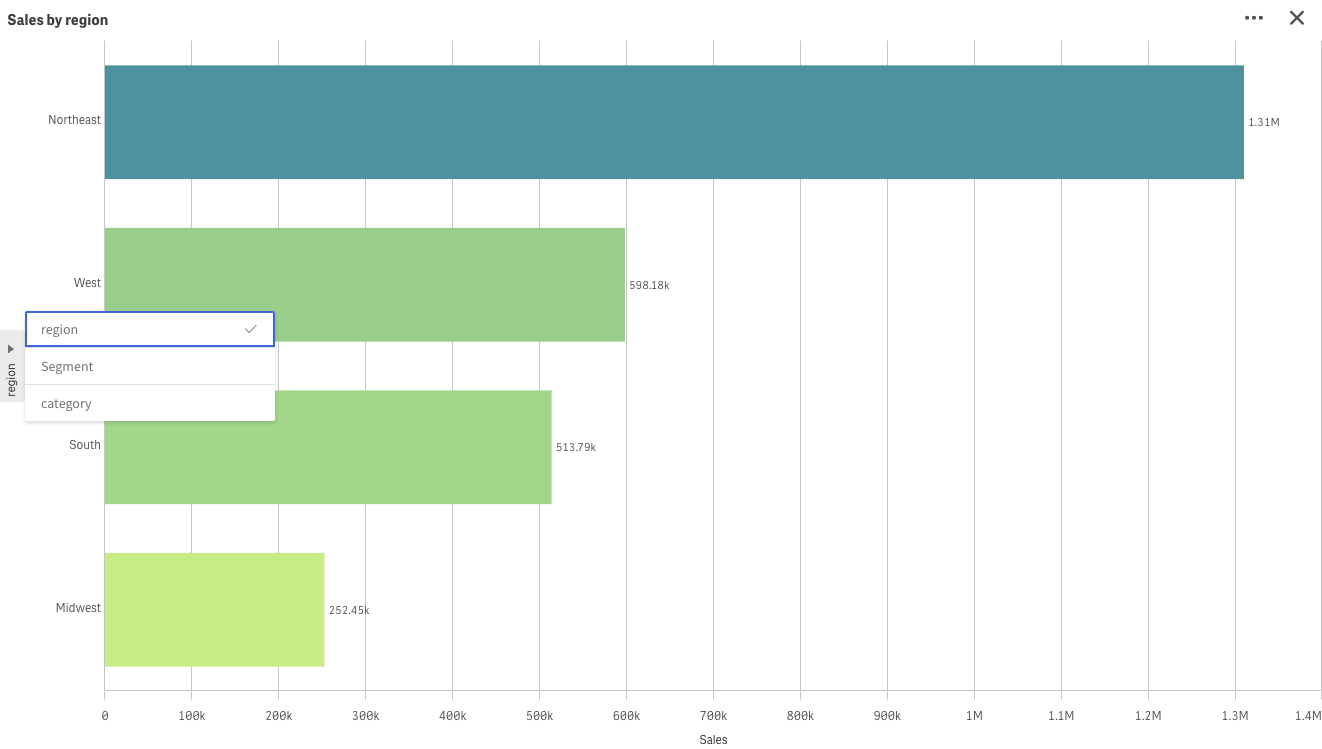 Sales by region
Northeast
1.31M
West
598.18k
region
Segment
category
region
South
513.79k
Midwest
252.45k
0 100k 200k 300k 400k 500k 600k 700k 800k 900k 1M 1.1M 1.2M 1.3M 1.4M
Sales